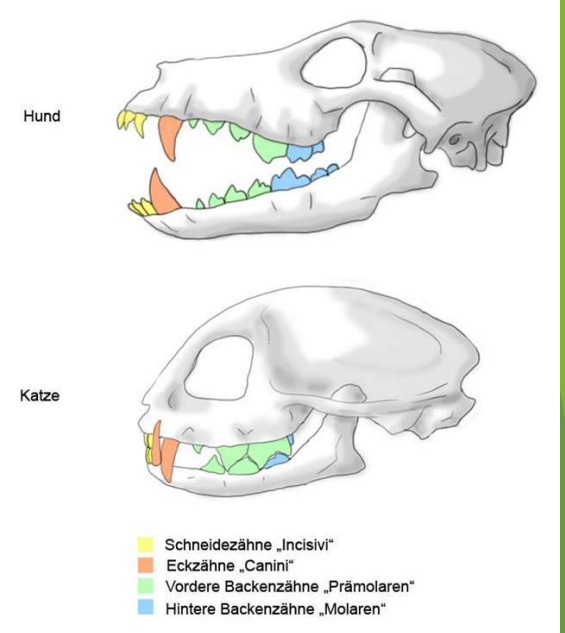 Hund
Katze
Schneidezähne „Incisivi“
Eckzähne „Canini“
Vordere Backenzähne „Prämolaren“
Hintere Backenzähne „Molaren“